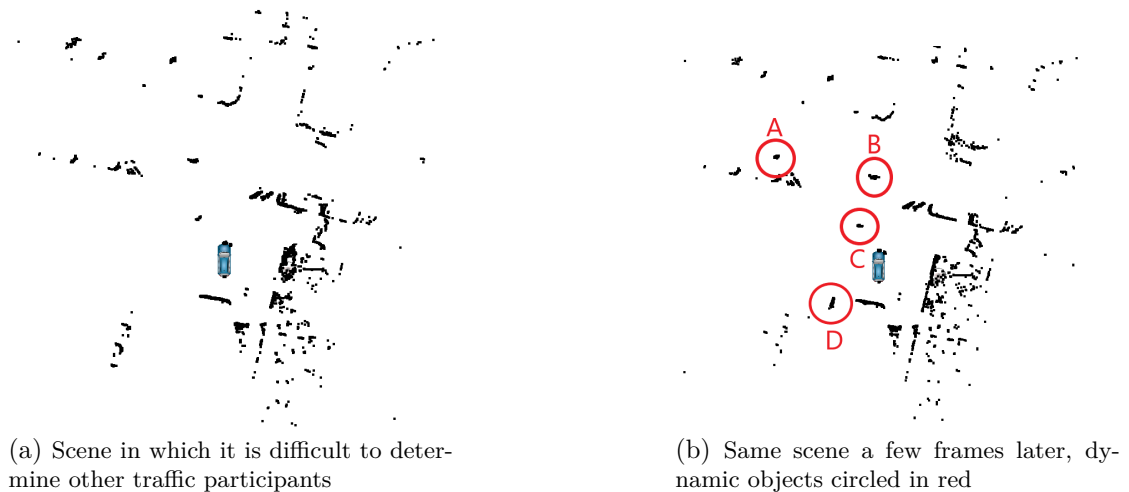 A
B
C
D
(a) Scene in which it is difficult to deter-
mine other traffic participants
(b) Same scene a few frames later, dy-
namic objects circled in red